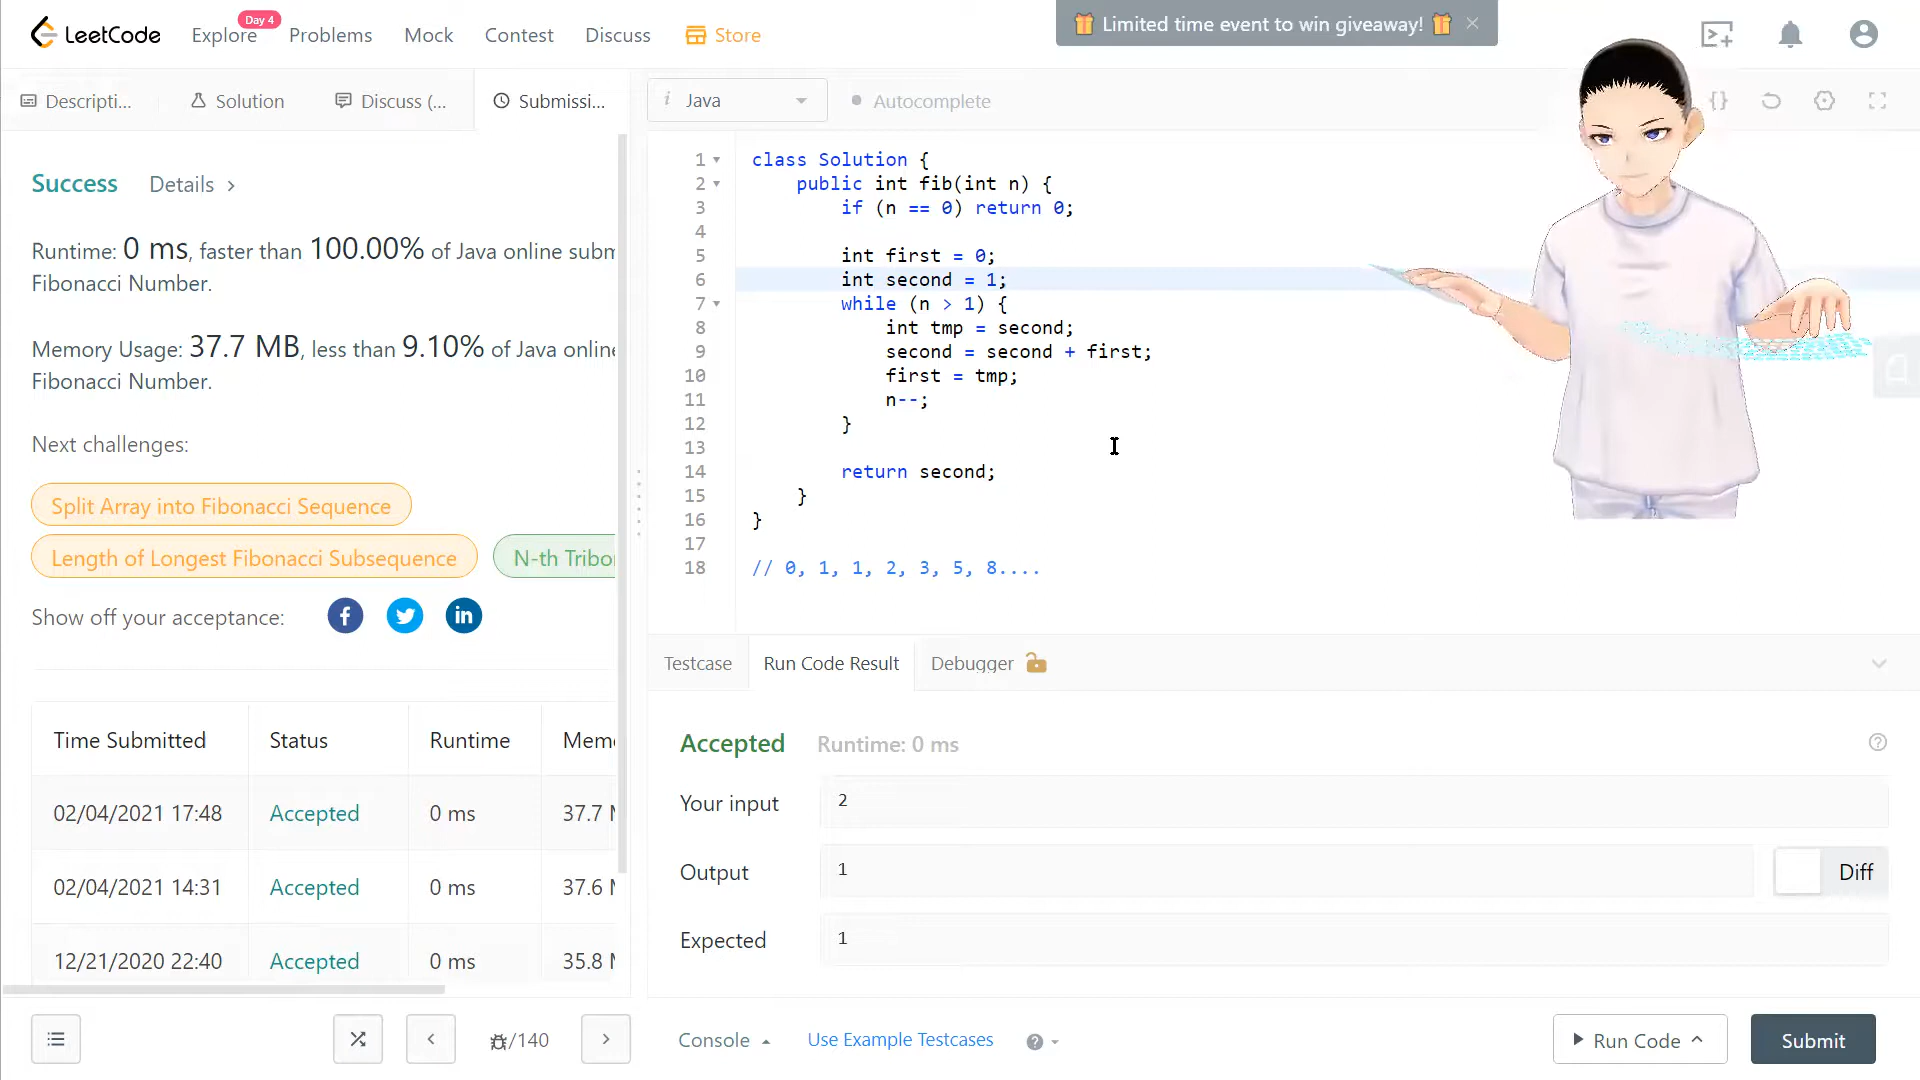 LeetCode
Explore
Day 4
Problems
Mock
Contest
Discuss
Store
Limited time event to win giveaway!
Descripti...
Solution
Discuss (...
Submissi...
Success
Details
Runtime: 0 ms, faster than 100.00% of Java online subm
Fibonacci Number.
Memory Usage: 37.7 MB, less than 9.10% of Java online
Fibonacci Number.
Next challenges:
Split Array into Fibonacci Sequence
Length of Longest Fibonacci Subsequence
N-th Tribo
Show off your acceptance:
Time Submitted Status Runtime Mem
02/04/2021 17:48 Accepted 0 ms 37.7
02/04/2021 14:31 Accepted 0 ms 37.6
12/21/2020 22:40 Accepted 0 ms 35.8
/140
i Java
Autocomplete
{}
1 class Solution {
2 public int fib(int n) {
3 if (n == 0) return 0;
4
5 int first = 0;
6 int second = 1;
7 while (n > 1) {
8 int tmp = second;
9 second = second + first;
10 first = tmp;
11 n--;
12 }
13
14 return second;
15 }
16 }
17
18 // 0, 1, 1, 2, 3, 5, 8....
Testcase
Run Code Result
Debugger
Accepted Runtime: 0 ms
?
Your input 2
Output 1
Diff
Expected 1
Console
Use Example Testcases
?
Run Code
Submit